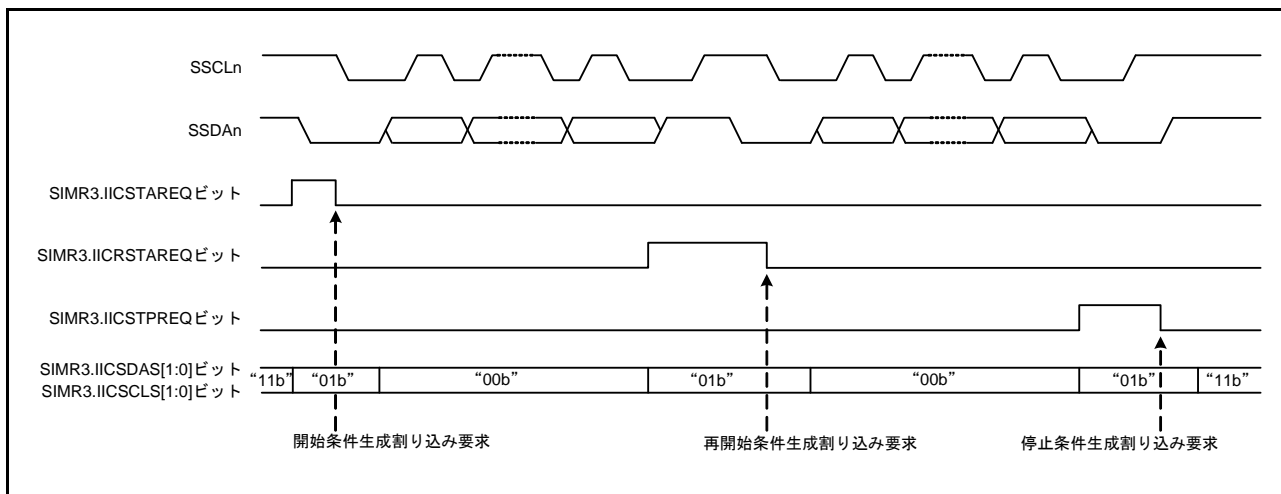 SSCLn
SSDAn
SIMR3.IICSTAREQビット
SIMR3.IICRSTAREQビット
SIMR3.IICSTPREQビット
SIMR3.IICSDAS[1:0]ビット
SIMR3.IICSCLS[1:0]ビット
“11b” “01b” “00b” “01b” “00b” “01b” “11b”
開始条件生成割り込み要求 再開始条件生成割り込み要求 停止条件生成割り込み要求